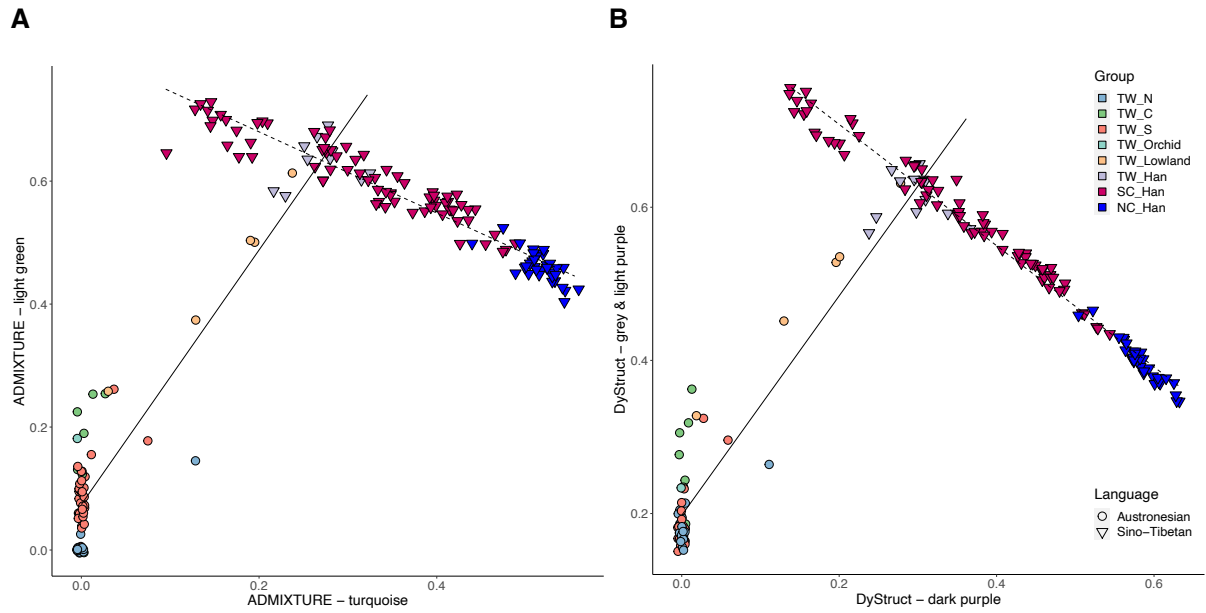 A
ADMIXTURE – light green
0.6
0.4
0.2
0.0
0.0
0.2
0.4
ADMIXTURE – turquoise
B
DyStruct – grey & light purple
0.6
0.4
0.2
0.0
0.2
0.4
0.6
DyStruct – dark purple
Group
TW_N
TW_C
TW_S
TW_Orchid
TW_Lowland
TW_Han
SC_Han
NC_Han
Language
Austronesian
Sino−Tibetan